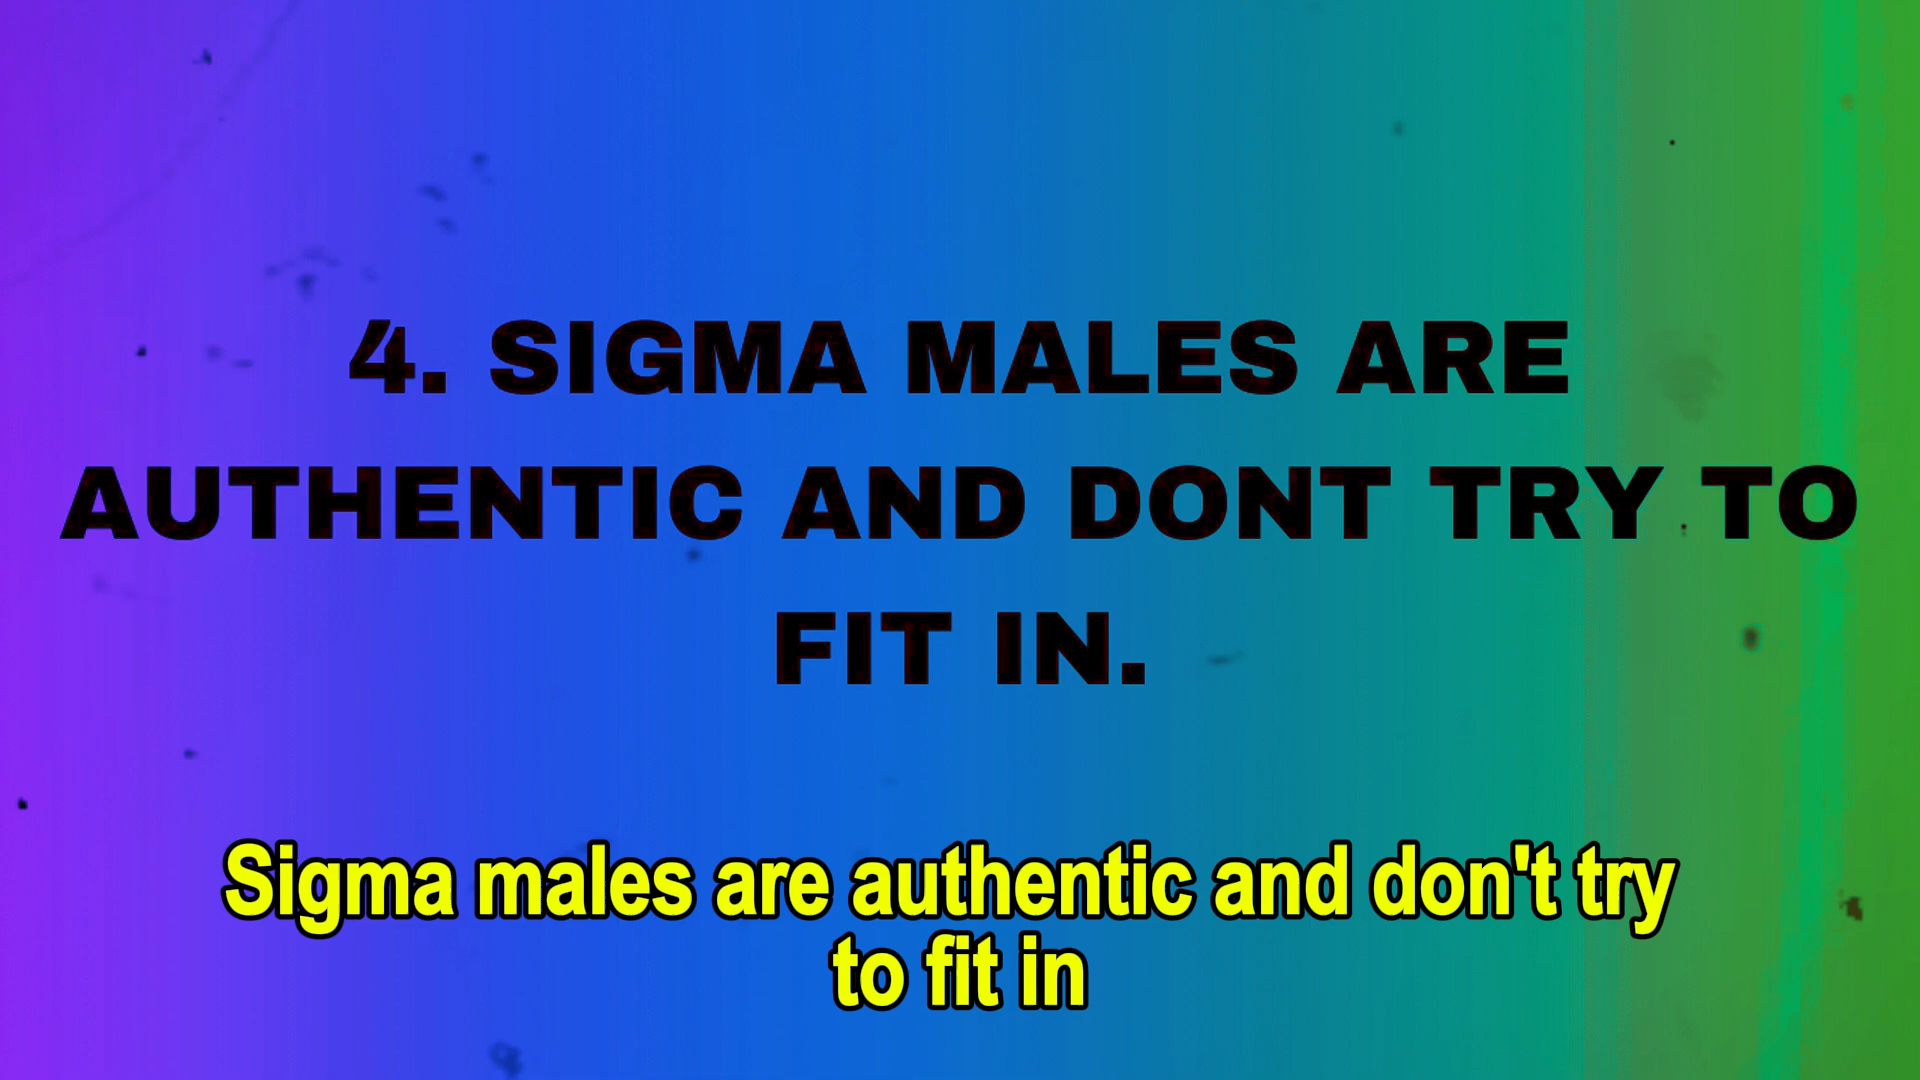 4. SIGMA MALES ARE
AUTHENTIC AND DONT TRY TO
FIT IN.
Sigma males are authentic and don't try
to fit in